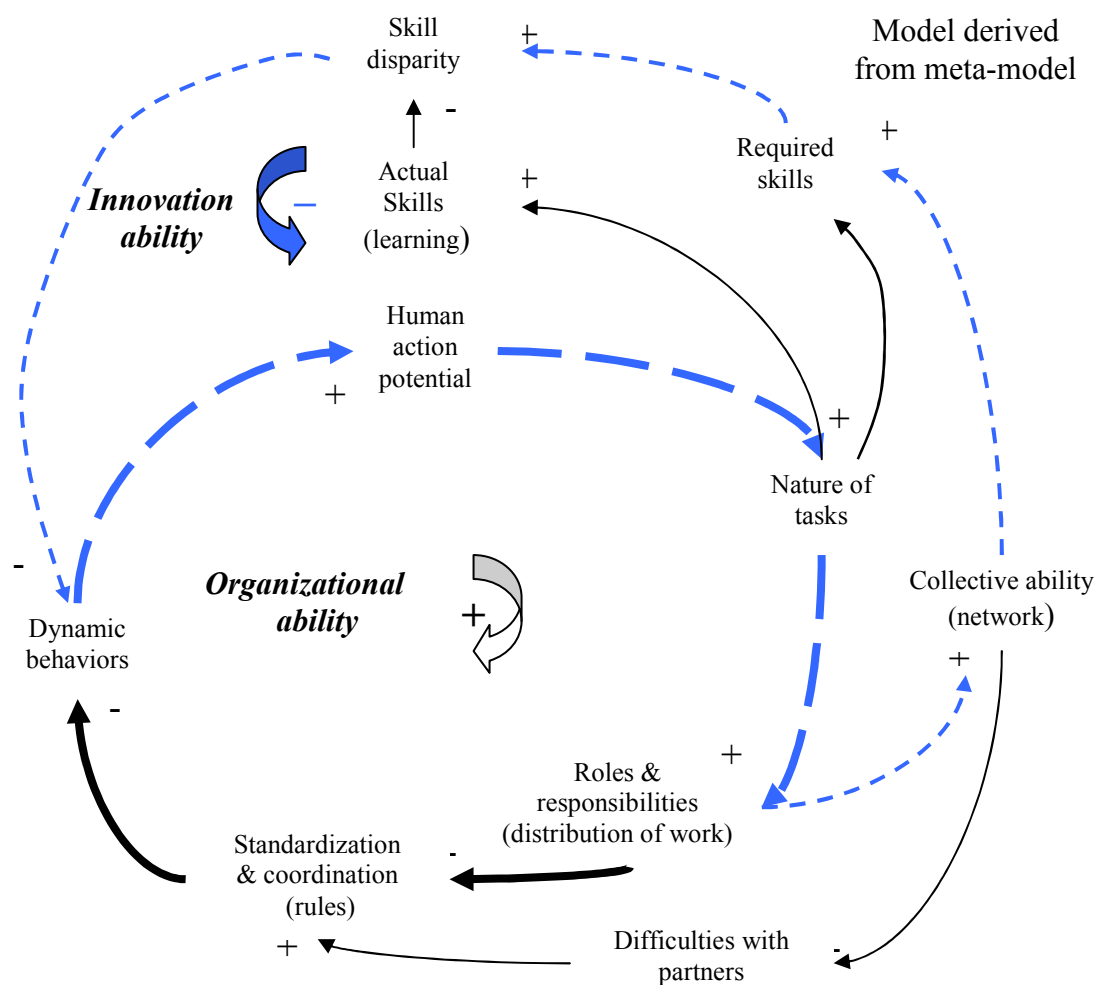 Skill
disparity
+
Model derived
from meta-model
+
-
Required
skills
Actual
Skills
(learning)
+
Innovation
ability
–
Human
action
potential
+
+
Nature of
tasks
-
Organizational
ability
+
Collective ability
(network)
+
Dynamic
behaviors
-
+
Roles &
responsibilities
(distribution of work)
Standardization
& coordination
(rules)
-
+
Difficulties with
partners
-